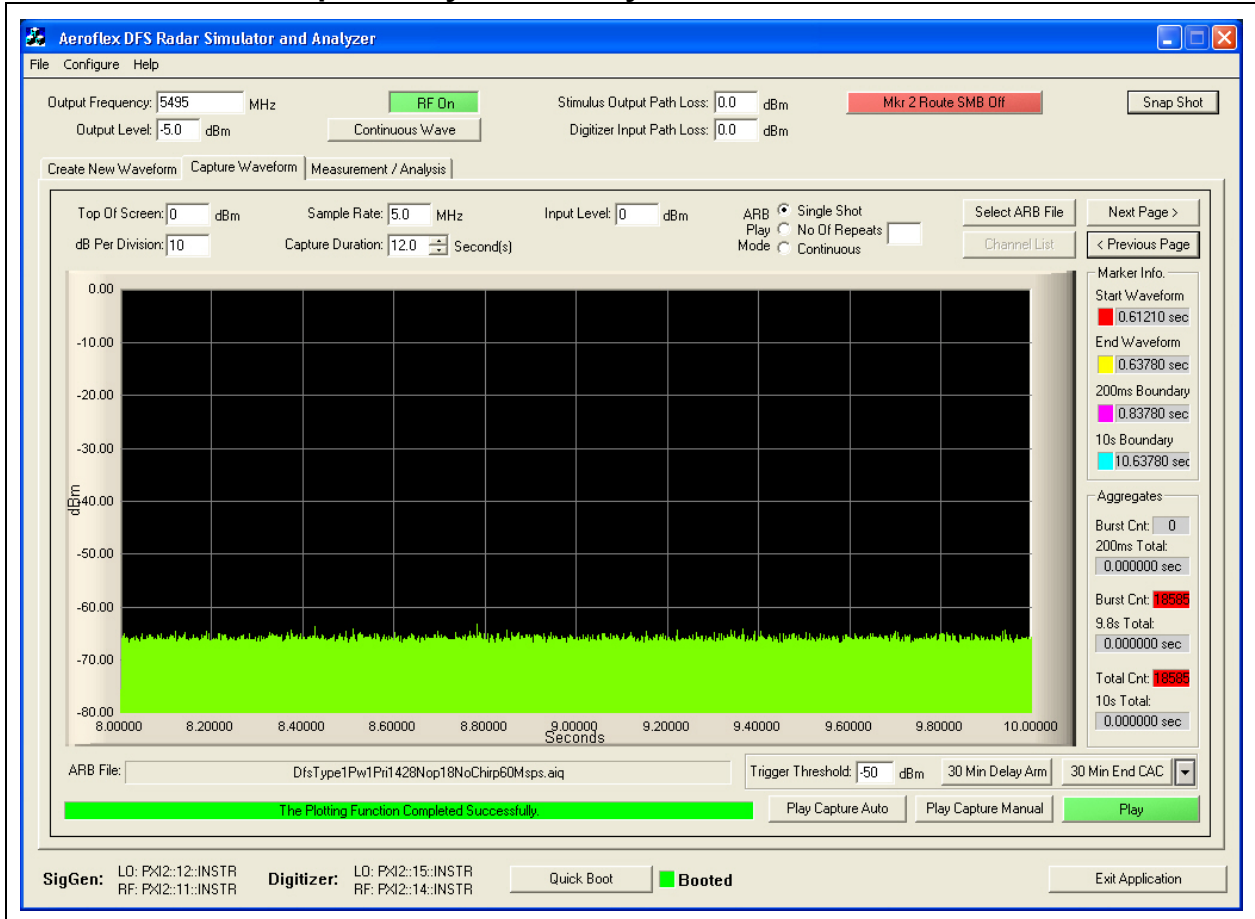 Aeroflex DFS Radar Simulator and Analyzer
File Configure Help
Output Frequency: 5495 MHz
RF On
Stimulus Output Path Loss: 0.0 dBm
Mkr 2 Route SMB Off
Snap Shot
Output Level: -5.0 dBm
Continuous Wave
Digitizer Input Path Loss: 0.0 dBm
Create New Waveform
Capture Waveform
Measurement / Analysis
Top Of Screen: 0 dBm
Sample Rate: 5.0 MHz
Input Level: 0 dBm
ARB Play Mode
Single Shot
No Of Repeats
Continuous
Select ARB File
Next Page >
dB Per Division: 10
Capture Duration: 12.0 Second(s)
Channel List
< Previous Page
0.00
-10.00
-20.00
-30.00
-40.00
-50.00
-60.00
-70.00
-80.00
dBm
8.00000 8.20000 8.40000 8.60000 8.80000 9.00000 9.20000 9.40000 9.60000 9.80000 10.00000
Seconds
Marker Info.
Start Waveform
0.61210 sec
End Waveform
0.63780 sec
200ms Boundary
0.83780 sec
10s Boundary
10.63780 sec
Aggregates
Burst Cnt: 0
200ms Total:
0.000000 sec
Burst Cnt: 18585
9.8s Total:
0.000000 sec
Total Cnt: 18585
10s Total:
0.000000 sec
ARB File: DfsType1Pw1Pri1428Nop18NoChirp60Msps.aiq
Trigger Threshold: -50 dBm
30 Min Delay Arm
30 Min End CAC
The Plotting Function Completed Successfully.
Play Capture Auto
Play Capture Manual
Play
SigGen: LO: PXI2::12::INSTR
RF: PXI2::11::INSTR
Digitizer: LO: PXI2::15::INSTR
RF: PXI2::14::INSTR
Quick Boot
Booted
Exit Application